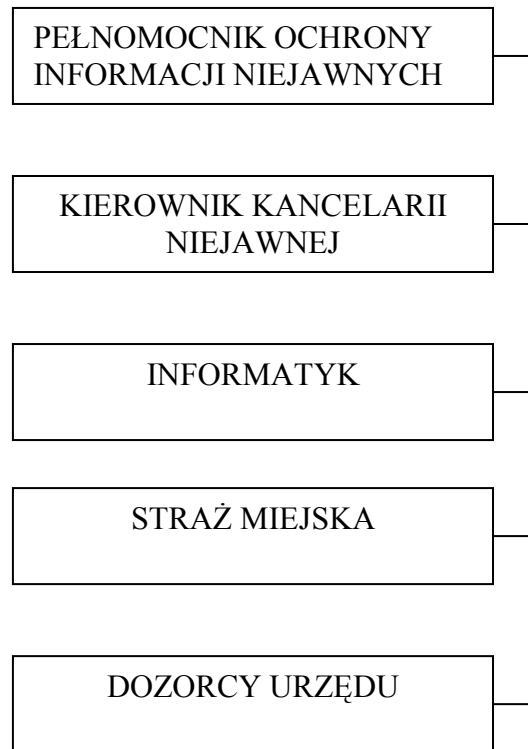 PEŁNOMOCNIK OCHRONY
INFORMACJI NIEJAWNYCH
KIEROWNIK KANCELARII
NIEJAWNEJ
INFORMATYK
STRAŻ MIEJSKA
DOZORCY URZĘDU